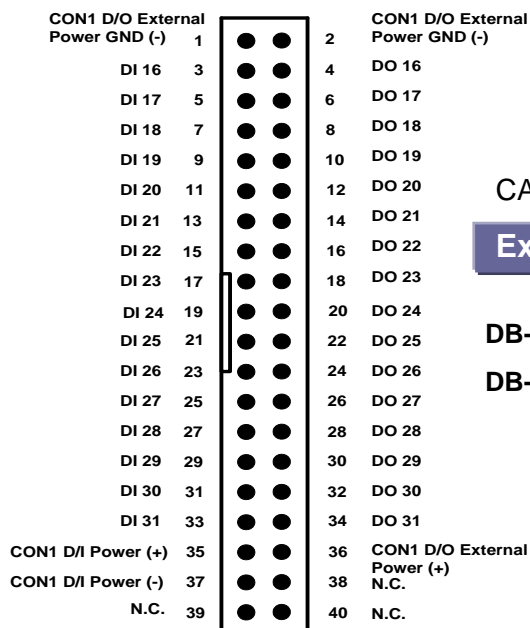 CON1 D/O External Power GND (-) 1 2 CON1 D/O External Power GND (-)
DI 16 3 4 DO 16
DI 17 5 6 DO 17
DI 18 7 8 DO 18
DI 19 9 10 DO 19
DI 20 11 12 DO 20
DI 21 13 14 DO 21
DI 22 15 16 DO 22
DI 23 17 18 DO 23
DI 24 19 20 DO 24
DI 25 21 22 DO 25
DI 26 23 24 DO 26
DI 27 25 26 DO 27
DI 28 27 28 DO 28
DI 29 29 30 DO 29
DI 30 31 32 DO 30
DI 31 33 34 DO 31
CON1 D/I Power (+) 35 36 CON1 D/O External Power (+)
CON1 D/I Power (-) 37 38 N.C.
N.C. 39 40 N.C.
CA
Ex
DB-
DB-